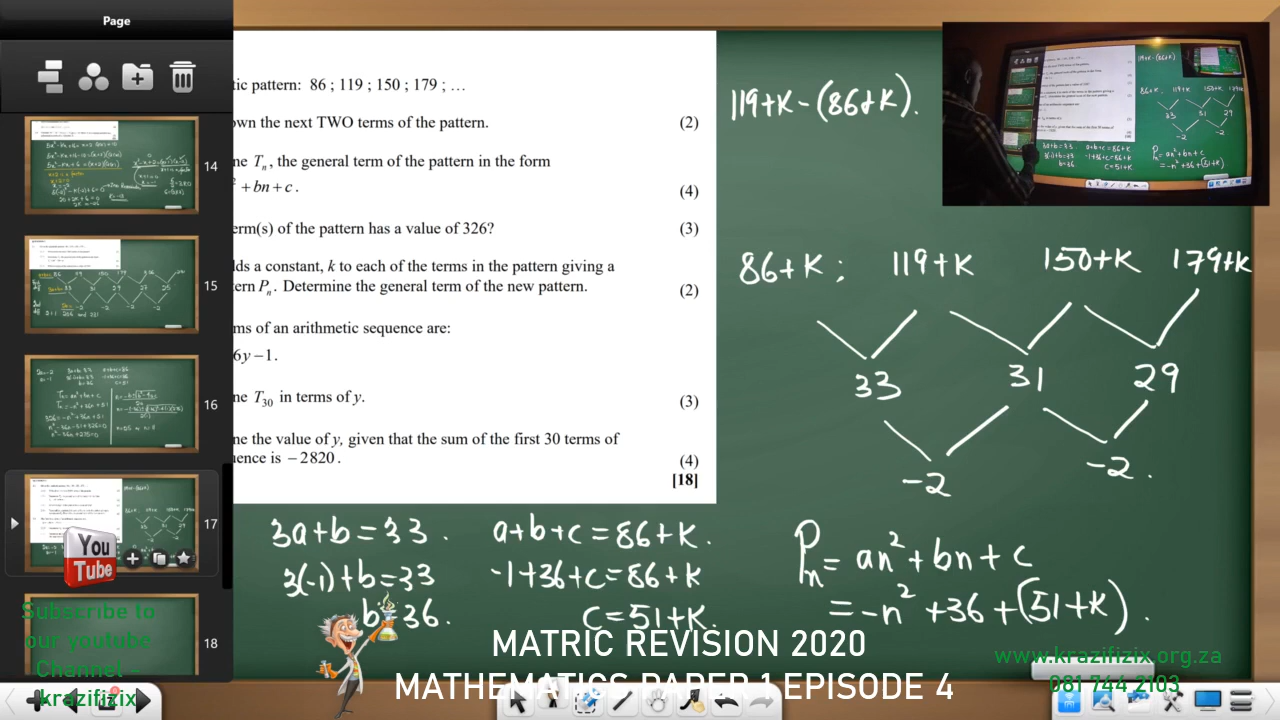 Page
14
15
16
17
18
tic pattern: 86 ; 119 ; 150 ; 179 ; …
own the next TWO terms of the pattern. (2)
ne Tₙ, the general term of the pattern in the form
² + bn + c . (4)
erm(s) of the pattern has a value of 326? (3)
lds a constant, k to each of the terms in the pattern giving a
tern Pₙ . Determine the general term of the new pattern. (2)
ms of an arithmetic sequence are:
6y − 1.
ne T₃₀ in terms of y. (3)
ne the value of y, given that the sum of the first 30 terms of
uence is − 2820 . (4)
[18]
119+K-(86+K).
86+K ; 119+K 150+K 179+K
33 31 29
-2 -2 .
3a+b=33 .
3(-1)+b=33
b=36.
a+b+c=86+K.
-1+36+c=86+K
c=51+K.
Pₙ= an²+bn+c
= -n² +36 +(51+K) .
You
Tube
Subscribe to
our youtube
Channel -
krazifizix
MATRIC REVISION 2020
MATHEMATICS PAPER 1 EPISODE 4
www.krazifizix.org.za
081 744 2103